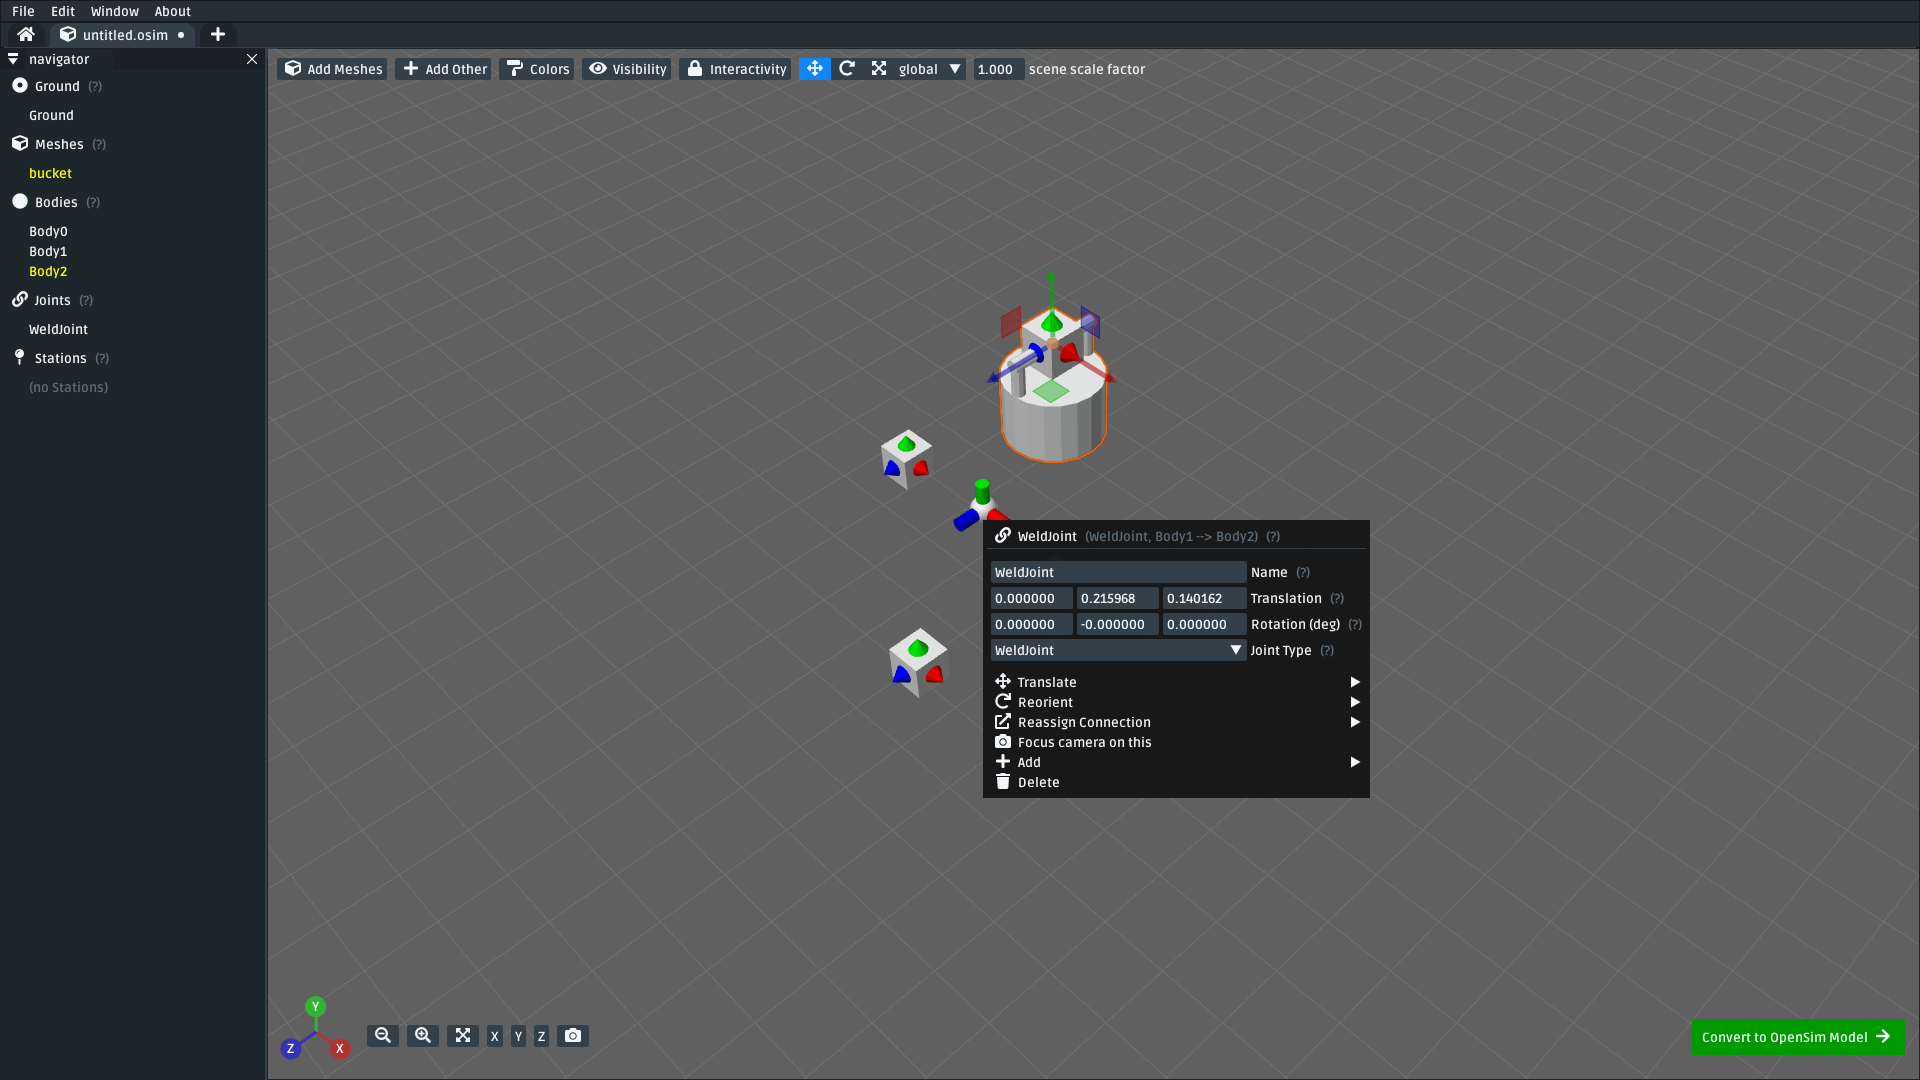 File Edit Window About
untitled.osim
navigator
Ground (?)
Ground
Meshes (?)
bucket
Bodies (?)
Body0
Body1
Body2
Joints (?)
WeldJoint
Stations (?)
(no Stations)
Add Meshes Add Other Colors Visibility Interactivity global 1.000 scene scale factor
WeldJoint (WeldJoint, Body1 --> Body2) (?)
WeldJoint Name (?)
0.000000 0.215968 0.140162 Translation (?)
0.000000 -0.000000 0.000000 Rotation (deg) (?)
WeldJoint Joint Type (?)
Translate
Reorient
Reassign Connection
Focus camera on this
Add
Delete
Y
Z X
X Y Z
Convert to OpenSim Model